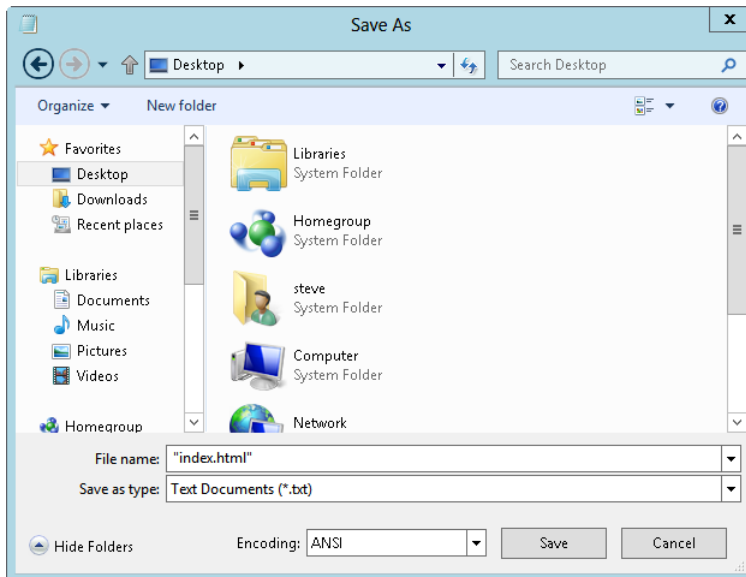 Save As
x
Desktop
Search Desktop
Organize
New folder
Favorites
Desktop
Downloads
Recent places
Libraries
Documents
Music
Pictures
Videos
Homegroup
Libraries
System Folder
Homegroup
System Folder
steve
System Folder
Computer
System Folder
Network
File name: "index.html"
Save as type: Text Documents (*.txt)
Hide Folders
Encoding: ANSI
Save
Cancel